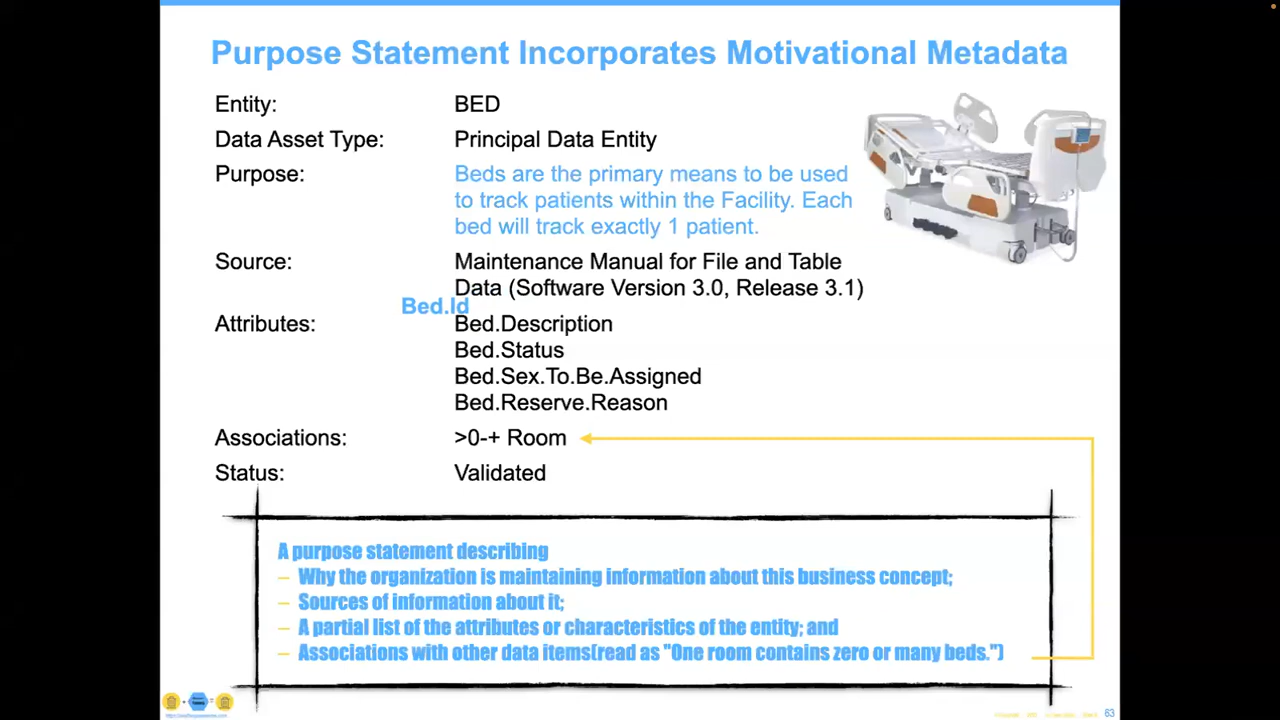 Purpose Statement Incorporates Motivational Metadata
Entity: BED
Data Asset Type: Principal Data Entity
Purpose: Beds are the primary means to be used
to track patients within the Facility. Each
bed will track exactly 1 patient.
Source: Maintenance Manual for File and Table
Data (Software Version 3.0, Release 3.1)
Bed.Id
Attributes: Bed.Description
Bed.Status
Bed.Sex.To.Be.Assigned
Bed.Reserve.Reason
Associations: >0-+ Room
Status: Validated
A purpose statement describing
– Why the organization is maintaining information about this business concept;
– Sources of information about it;
– A partial list of the attributes or characteristics of the entity; and
– Associations with other data items(read as "One room contains zero or many beds.")
63